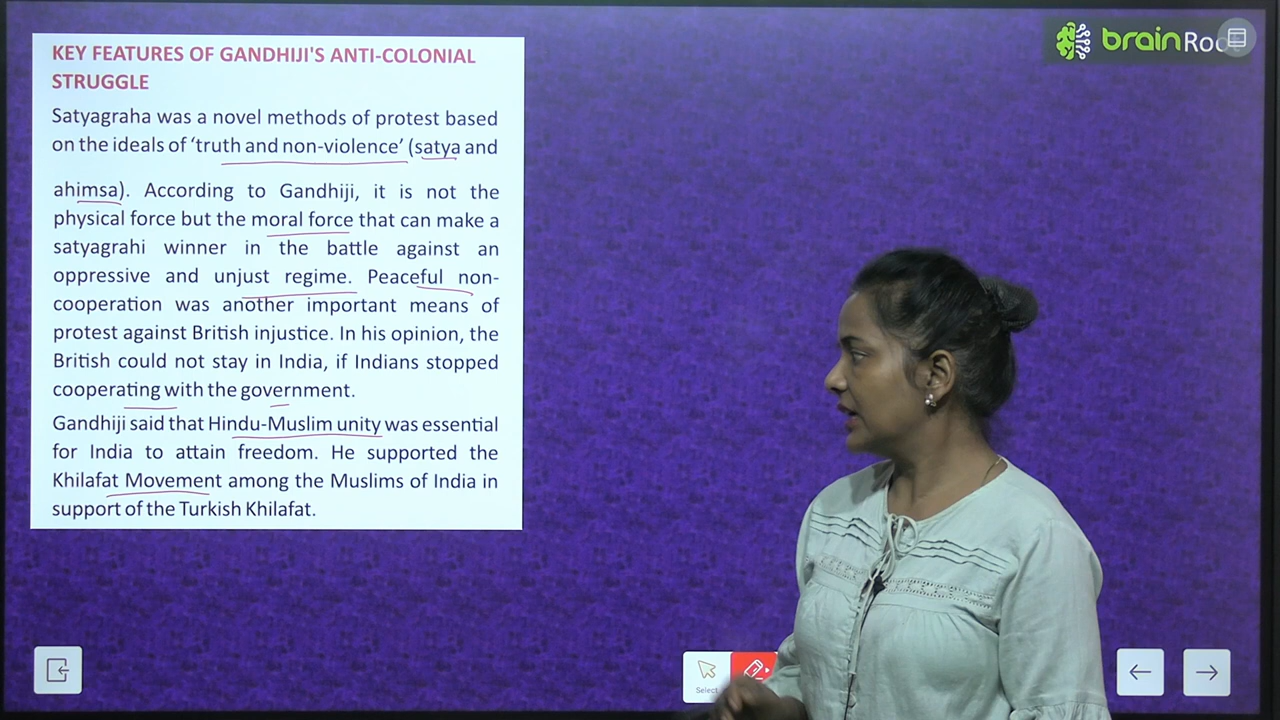 KEY FEATURES OF GANDHIJI'S ANTI-COLONIAL
STRUGGLE
Satyagraha was a novel methods of protest based
on the ideals of ‘truth and non-violence’ (satya and
ahimsa). According to Gandhiji, it is not the
physical force but the moral force that can make a
satyagrahi winner in the battle against an
oppressive and unjust regime. Peaceful non-
cooperation was another important means of
protest against British injustice. In his opinion, the
British could not stay in India, if Indians stopped
cooperating with the government.
Gandhiji said that Hindu-Muslim unity was essential
for India to attain freedom. He supported the
Khilafat Movement among the Muslims of India in
support of the Turkish Khilafat.
brain
Select